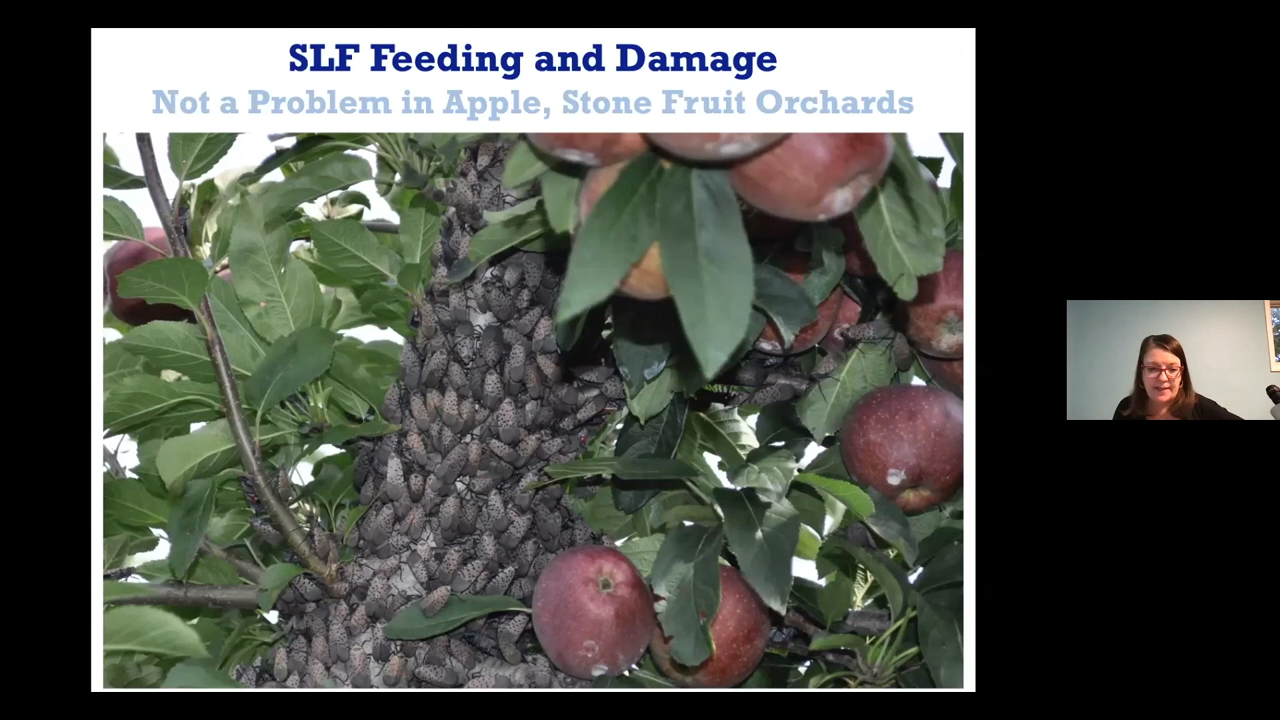 SLF Feeding and Damage
Not a Problem in Apple, Stone Fruit Orchards